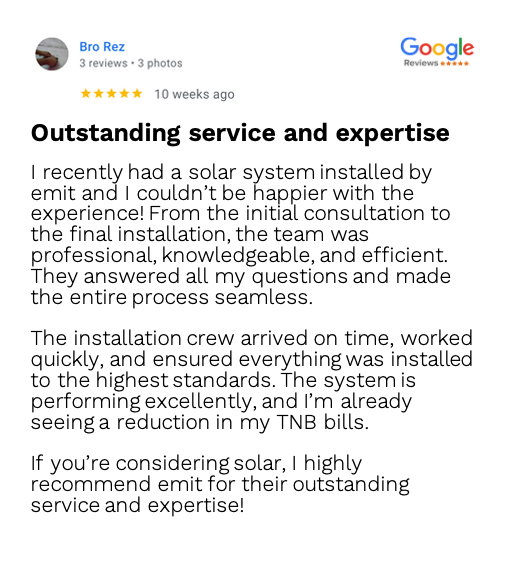 Bro Rez
3 reviews • 3 photos
Google
Reviews ★★★★★
★★★★★ 10 weeks ago
Outstanding service and expertise
I recently had a solar system installed by
emit and I couldn’t be happier with the
experience! From the initial consultation to
the final installation, the team was
professional, knowledgeable, and efficient.
They answered all my questions and made
the entire process seamless.
The installation crew arrived on time, worked
quickly, and ensured everything was installed
to the highest standards. The system is
performing excellently, and I’m already
seeing a reduction in my TNB bills.
If you’re considering solar, I highly
recommend emit for their outstanding
service and expertise!